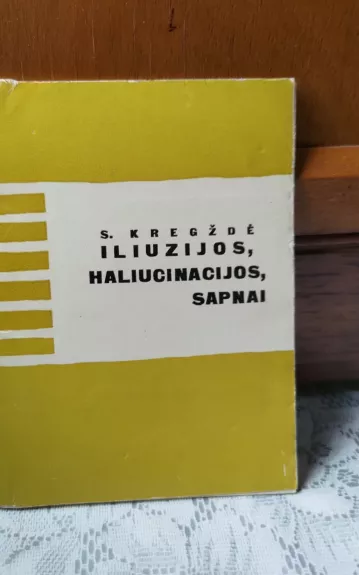 S. KREGŽDĖ
ILIUZIJOS,
HALIUCINACIJOS,
SAPNAI